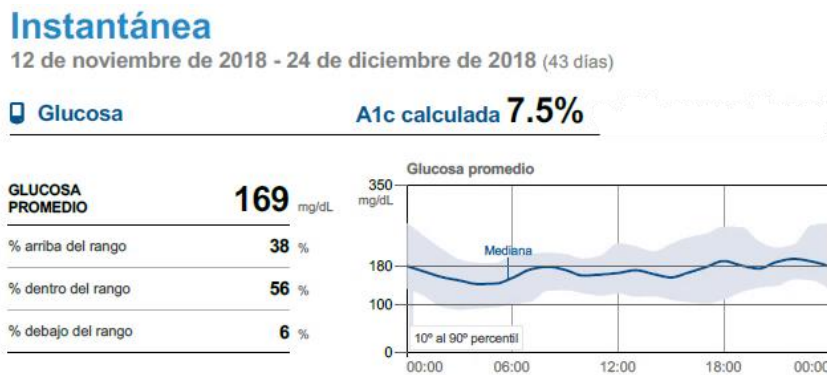 Instantánea
12 de noviembre de 2018 - 24 de diciembre de 2018 (43 días)
Glucosa
A1c calculada 7.5%
GLUCOSA
PROMEDIO
169 mg/dL
% arriba del rango 38 %
% dentro del rango 56 %
% debajo del rango 6 %
Glucosa promedio
350
mg/dL
180
100
0
Mediana
10º al 90º percentil
00:00 06:00 12:00 18:00 00:00